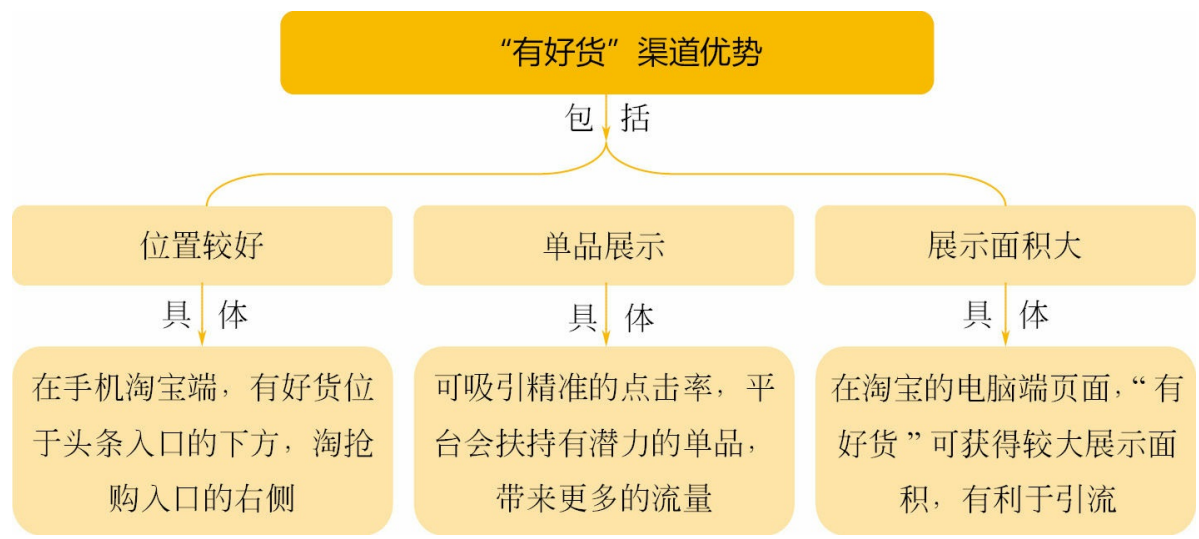 “有好货”渠道优势
包 括
位置较好
单品展示
展示面积大
具 体
具 体
具 体
在手机淘宝端，有好货位
于头条入口的下方，淘抢
购入口的右侧
可吸引精准的点击率，平
台会扶持有潜力的单品，
带来更多的流量
在淘宝的电脑端页面，“有
好货”可获得较大展示面
积，有利于引流